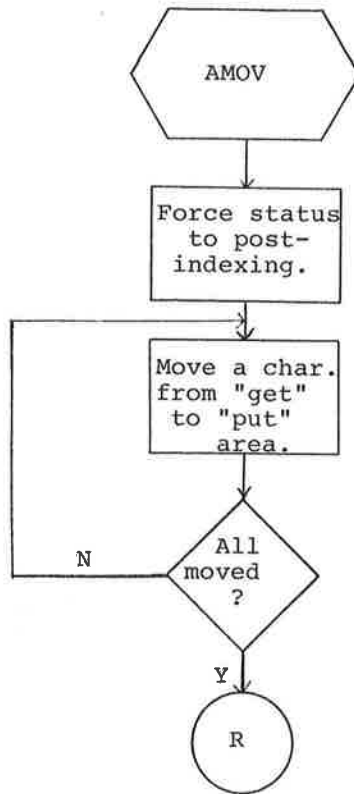 AMOV
Force status
to post-
indexing.
Move a char.
from "get"
to "put"
area.
All
moved
?
N
Y
R